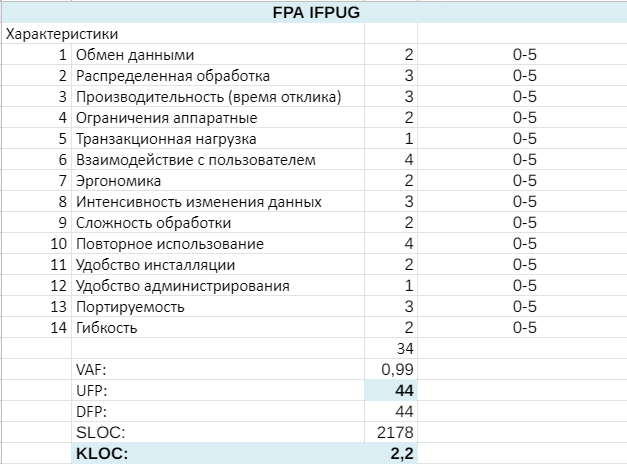 FPA IFPUG
Характеристики
1 Обмен данными 2 0-5
2 Распределенная обработка 3 0-5
3 Производительность (время отклика) 3 0-5
4 Ограничения аппаратные 2 0-5
5 Транзакционная нагрузка 1 0-5
6 Взаимодействие с пользователем 4 0-5
7 Эргономика 2 0-5
8 Интенсивность изменения данных 3 0-5
9 Сложность обработки 2 0-5
10 Повторное использование 4 0-5
11 Удобство инсталляции 2 0-5
12 Удобство администрирования 1 0-5
13 Портируемость 3 0-5
14 Гибкость 2 0-5
34
VAF: 0,99
UFP: 44
DFP: 44
SLOC: 2178
KLOC: 2,2